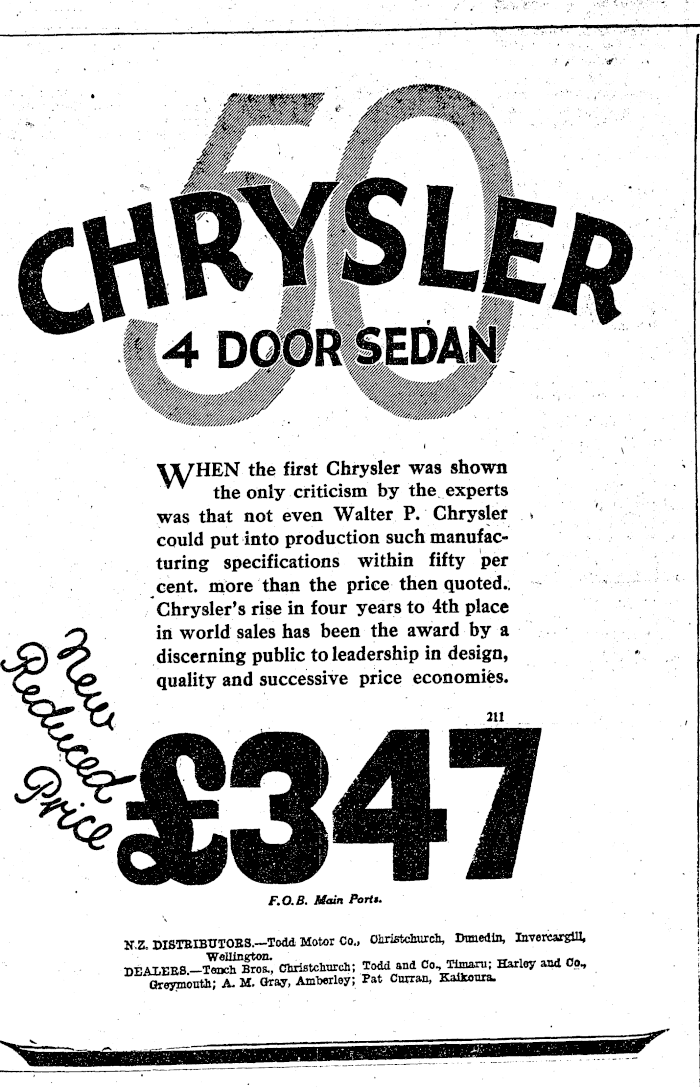 50
CHRYSLER
4 DOOR SEDAN
WHEN the first Chrysler was shown
the only criticism by the experts
was that not even Walter P. Chrysler
could put into production such manufac-
turing specifications within fifty per
cent. more than the price then quoted.
Chrysler's rise in four years to 4th place
in world sales has been the award by a
discerning public to leadership in design,
quality and successive price economies.
211
New
Reduced
Price
£347
F.O.B. Main Ports.
N.Z. DISTRIBUTORS.—Todd Motor Co., Christchurch, Dunedin, Invercargill,
Wellington.
DEALERS.—Tench Bros., Christchurch; Todd and Co., Timaru; Harley and Co.,
Greymouth; A. M. Gray, Amberley; Pat Curran, Kaikoura.